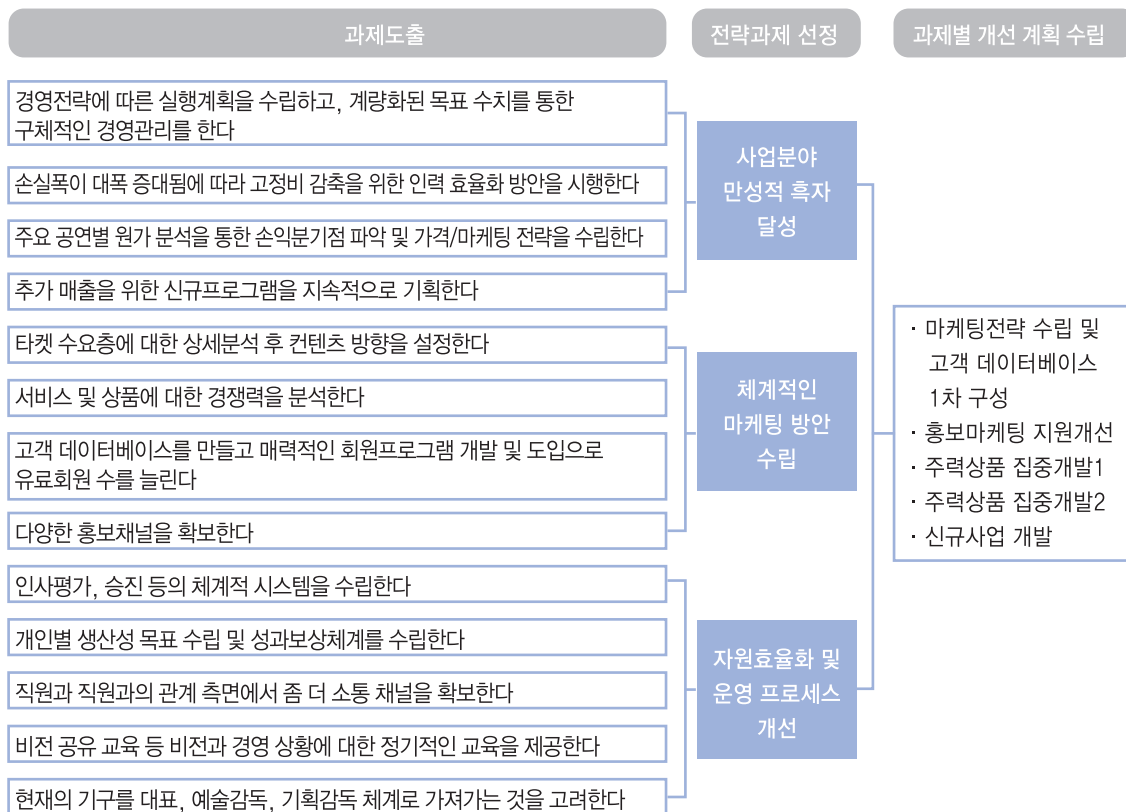 과제도출
전략과제 선정
과제별 개선 계획 수립
경영전략에 따른 실행계획을 수립하고, 계량화된 목표 수치를 통한
구체적인 경영관리를 한다
손실폭이 대폭 증대됨에 따라 고정비 감축을 위한 인력 효율화 방안을 시행한다
주요 공연별 원가 분석을 통한 손익분기점 파악 및 가격/마케팅 전략을 수립한다
추가 매출을 위한 신규프로그램을 지속적으로 기획한다
사업분야
만성적 흑자
달성
타켓 수요층에 대한 상세분석 후 컨텐츠 방향을 설정한다
서비스 및 상품에 대한 경쟁력을 분석한다
고객 데이터베이스를 만들고 매력적인 회원프로그램 개발 및 도입으로
유료회원 수를 늘린다
다양한 홍보채널을 확보한다
체계적인
마케팅 방안
수립
인사평가, 승진 등의 체계적 시스템을 수립한다
개인별 생산성 목표 수립 및 성과보상체계를 수립한다
직원과 직원과의 관계 측면에서 좀 더 소통 채널을 확보한다
비전 공유 교육 등 비전과 경영 상황에 대한 정기적인 교육을 제공한다
현재의 기구를 대표, 예술감독, 기획감독 체계로 가져가는 것을 고려한다
자원효율화 및
운영 프로세스
개선
· 마케팅전략 수립 및
고객 데이터베이스
1차 구성
· 홍보마케팅 지원개선
· 주력상품 집중개발1
· 주력상품 집중개발2
· 신규사업 개발